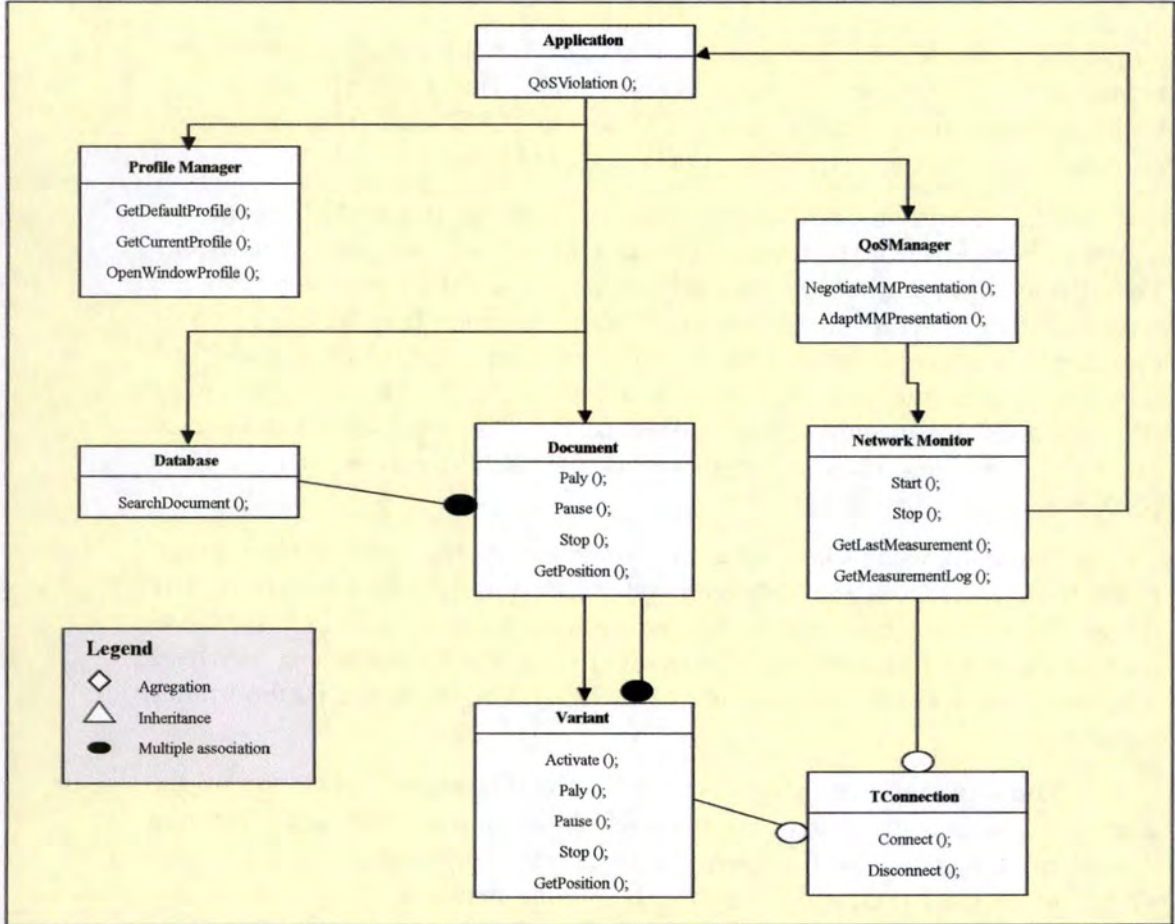 Application
QoSViolation ();
Profile Manager
GetDefaultProfile ();
GetCurrentProfile ();
OpenWindowProfile ();
QoSManager
NegotiateMMPresentation ();
AdaptMMPresentation ();
Database
SearchDocument ();
Document
Paly ();
Pause ();
Stop ();
GetPosition ();
Network Monitor
Start ();
Stop ();
GetLastMeasurement ();
GetMeasurementLog ();
Legend
Agregation
Inheritance
Multiple association
Variant
Activate ();
Paly ();
Pause ();
Stop ();
GetPosition ();
TConnection
Connect ();
Disconnect ();